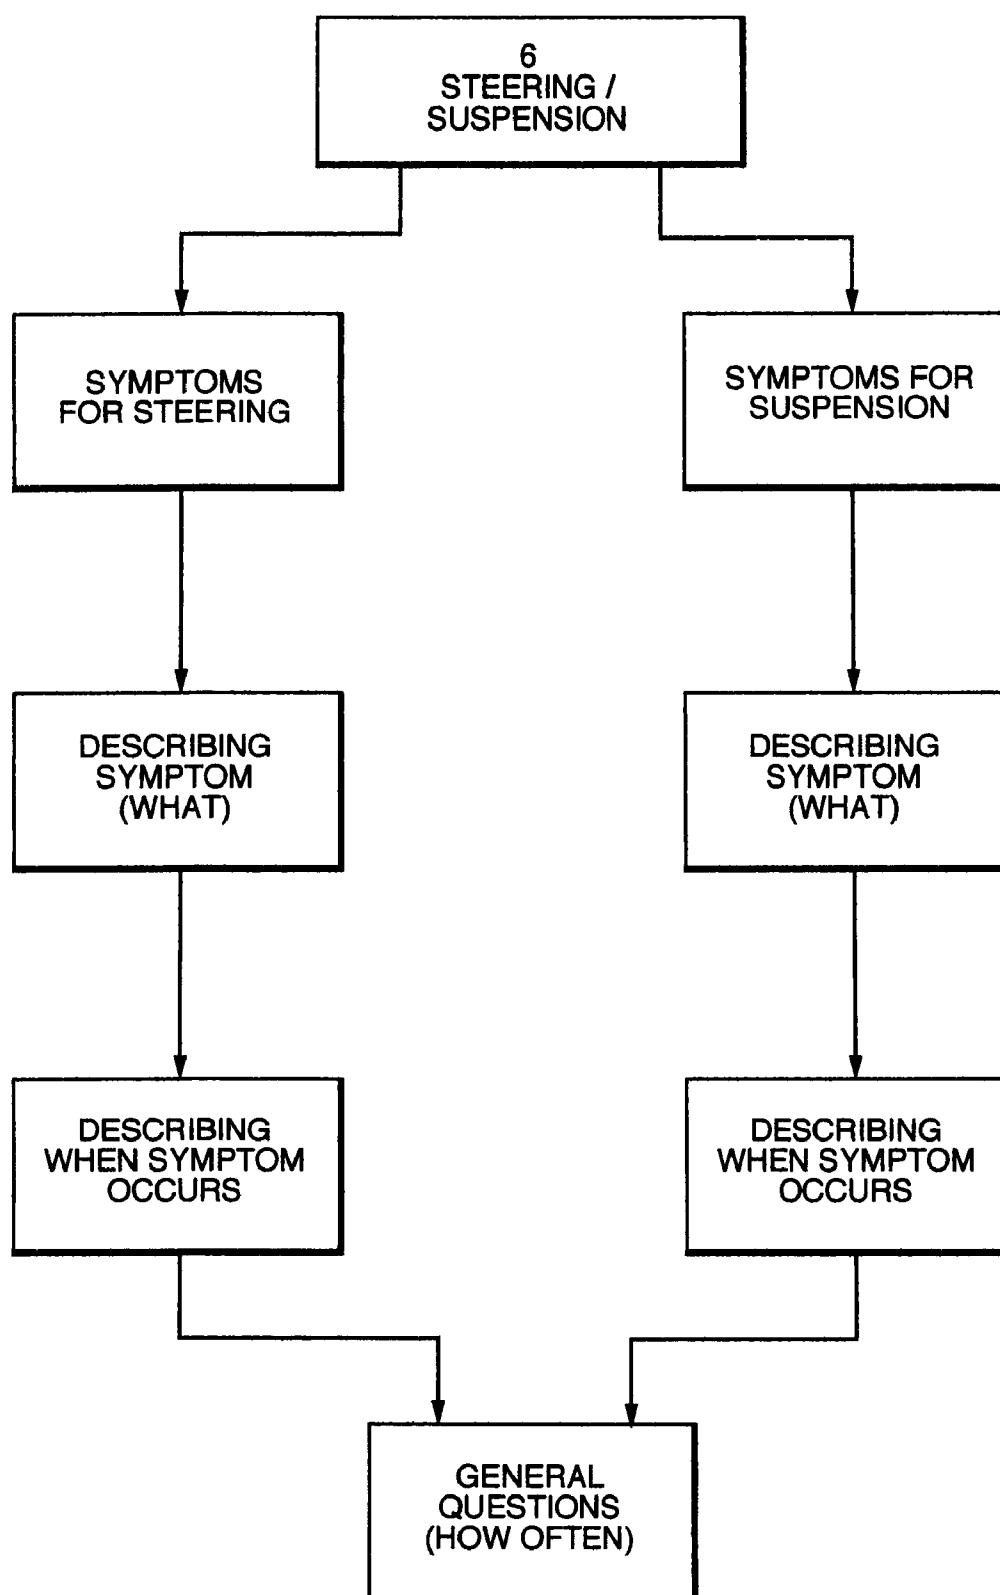 6
STEERING /
SUSPENSION
SYMPTOMS
FOR STEERING
SYMPTOMS FOR
SUSPENSION
DESCRIBING
SYMPTOM
(WHAT)
DESCRIBING
SYMPTOM
(WHAT)
DESCRIBING
WHEN SYMPTOM
OCCURS
DESCRIBING
WHEN SYMPTOM
OCCURS
GENERAL
QUESTIONS
(HOW OFTEN)